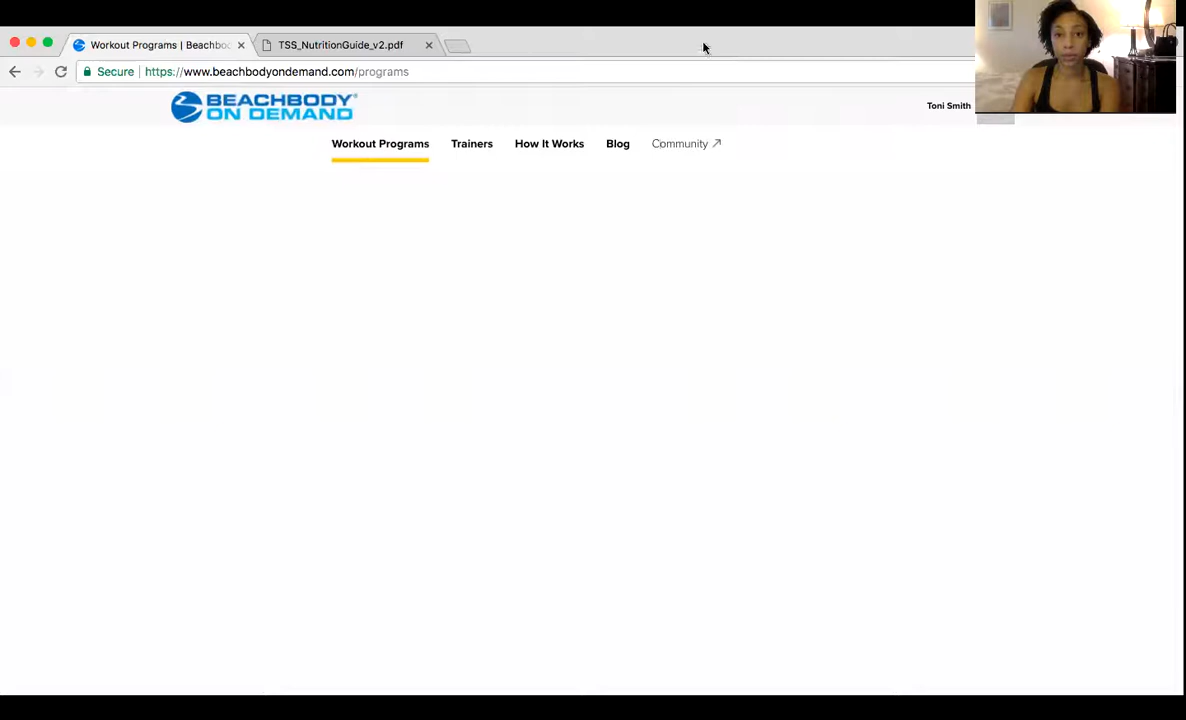 Workout Programs | Beachbo
TSS_NutritionGuide_v2.pdf
Secure
https://www.beachbodyondemand.com/programs
BEACHBODY®
ON DEMAND
Toni Smith
Workout Programs
Trainers
How It Works
Blog
Community